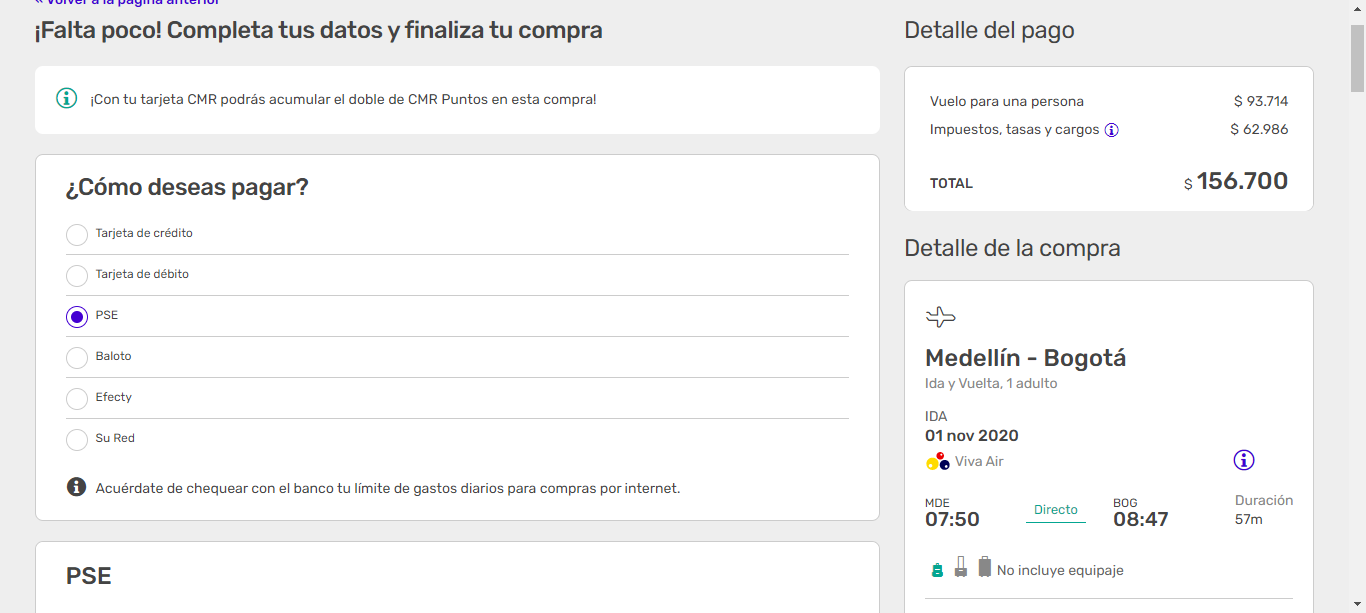 « Volver a la página anterior
¡Falta poco! Completa tus datos y finaliza tu compra
¡Con tu tarjeta CMR podrás acumular el doble de CMR Puntos en esta compra!
¿Cómo deseas pagar?
Tarjeta de crédito
Tarjeta de débito
PSE
Baloto
Efecty
Su Red
Acuérdate de chequear con el banco tu límite de gastos diarios para compras por internet.
PSE
Detalle del pago
Vuelo para una persona $ 93.714
Impuestos, tasas y cargos $ 62.986
TOTAL $ 156.700
Detalle de la compra
Medellín - Bogotá
Ida y Vuelta, 1 adulto
IDA
01 nov 2020
Viva Air
MDE BOG Duración
07:50 Directo 08:47 57m
No incluye equipaje